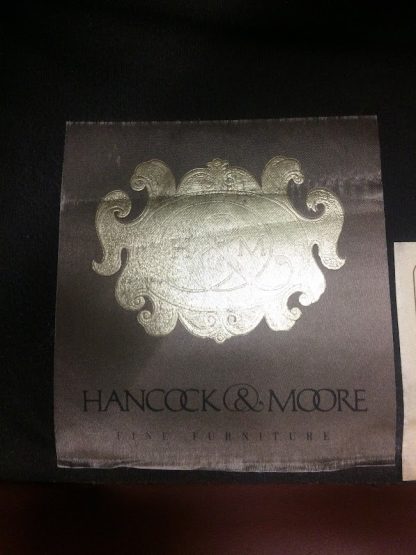 H & M
HANCOCK & MOORE
FINE FURNITURE